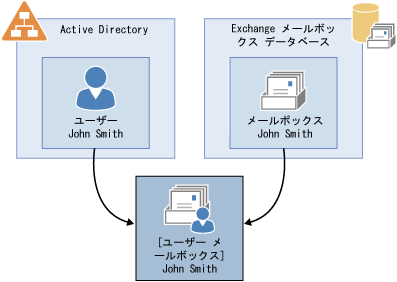 Active Directory
Exchange メールボッ
クス データベース
ユーザー
John Smith
メールボックス
John Smith
[ユーザー メ
ールボックス]
John Smith